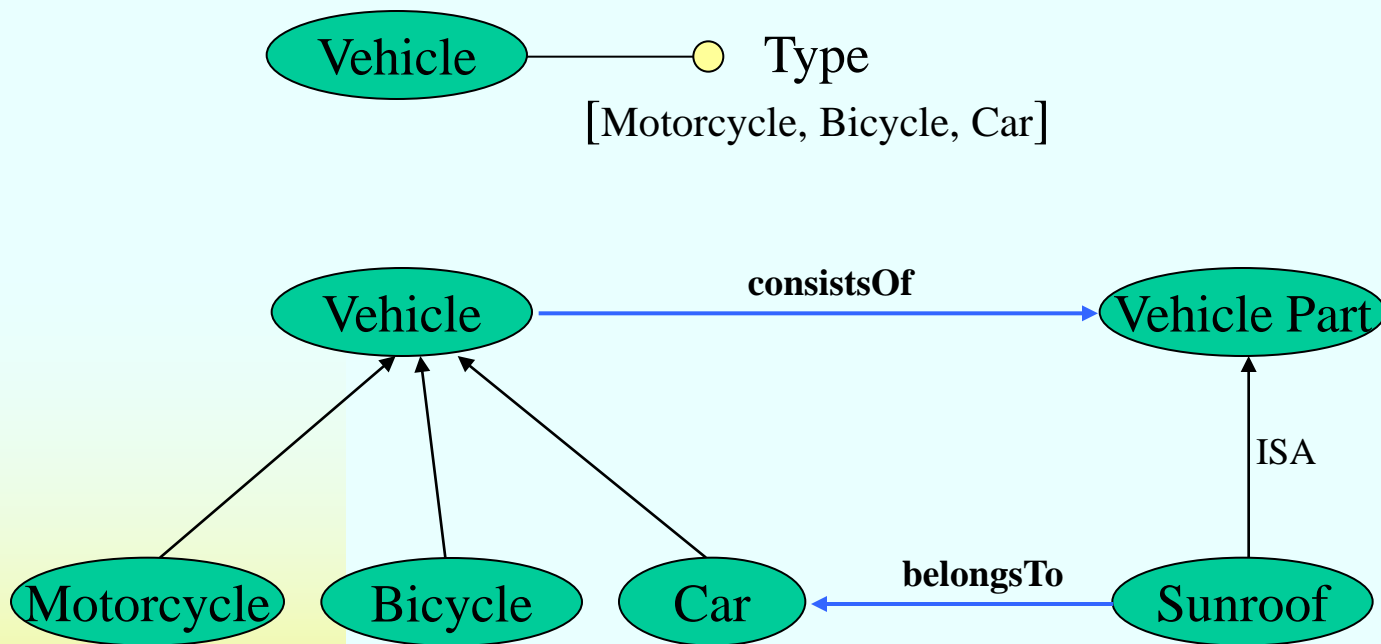 Vehicle Type
[Motorcycle, Bicycle, Car]
consistsOf
Vehicle Vehicle Part
ISA
belongsTo
Motorcycle Bicycle Car Sunroof